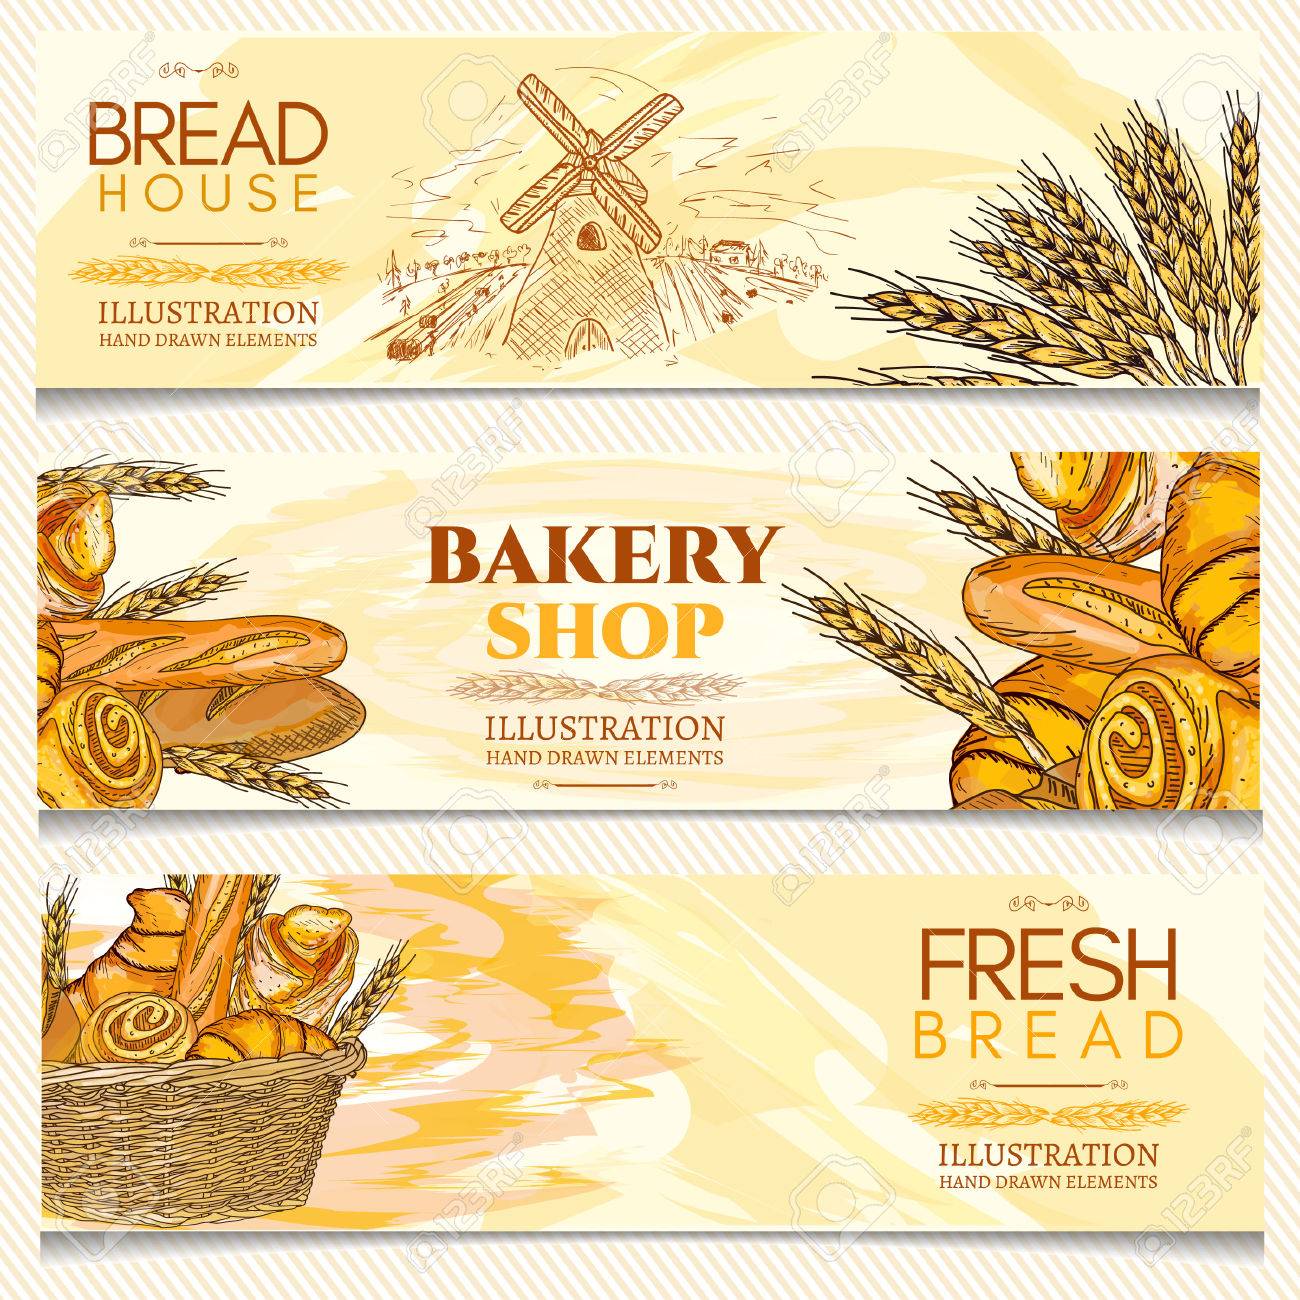 BREAD
HOUSE
ILLUSTRATION
HAND DRAWN ELEMENTS
BAKERY
SHOP
ILLUSTRATION
HAND DRAWN ELEMENTS
FRESH
BREAD
ILLUSTRATION
HAND DRAWN ELEMENTS